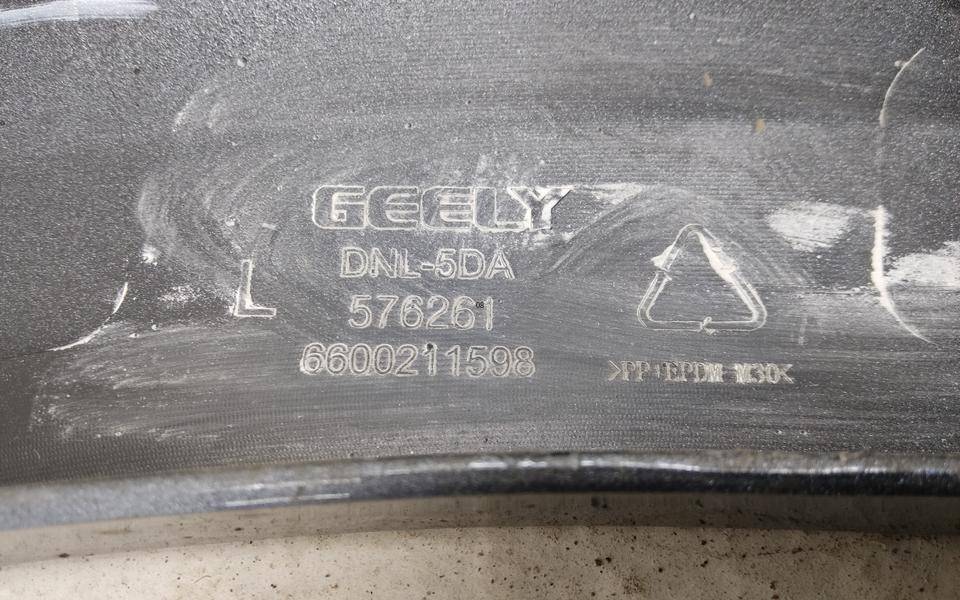 GEELY
DNL-5DA
L
576261
6600211598
>PP+EPDM-M30<